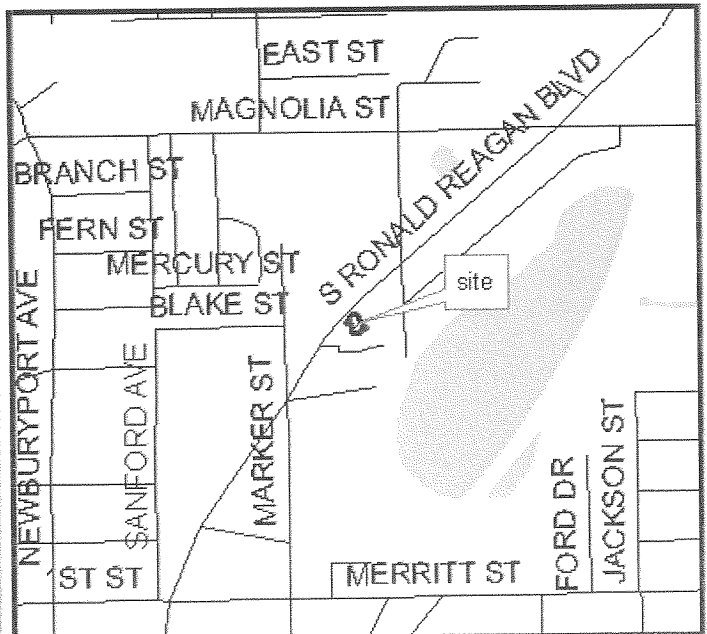 EAST ST
MAGNOLIA ST
S RONALD REAGAN BLVD
BRANCH ST
FERN ST
MERCURY ST
BLAKE ST
site
NEWBURYPORT AVE
SANFORD AVE
MARKER ST
FORD DR
JACKSON ST
ST ST
MERRITT ST